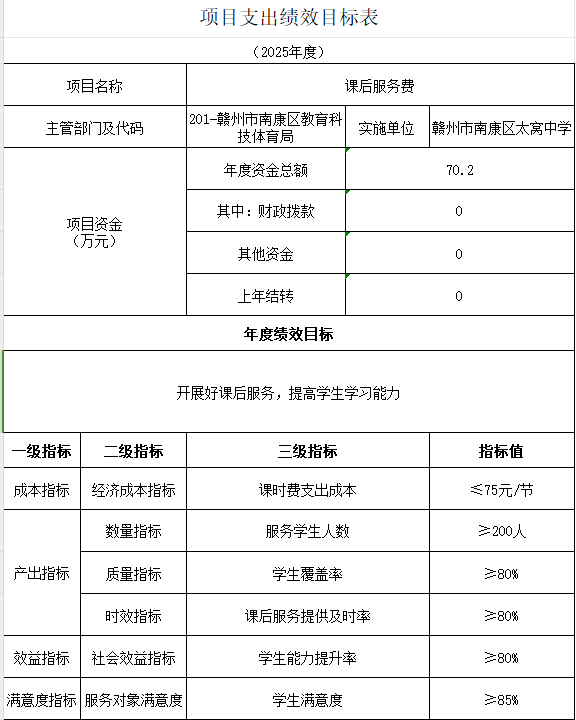 项目支出绩效目标表
（2025年度）
项目名称 课后服务费
主管部门及代码 201-赣州市南康区教育科技体育局 实施单位 赣州市南康区太窝中学
项目资金（万元） 年度资金总额 70.2
其中：财政拨款 0
其他资金 0
上年结转 0
年度绩效目标
开展好课后服务，提高学生学习能力
一级指标 二级指标 三级指标 指标值
成本指标 经济成本指标 课时费支出成本 ≤75元/节
产出指标 数量指标 服务学生人数 ≥200人
质量指标 学生覆盖率 ≥80%
时效指标 课后服务提供及时率 ≥80%
效益指标 社会效益指标 学生能力提升率 ≥80%
满意度指标 服务对象满意度 学生满意度 ≥85%